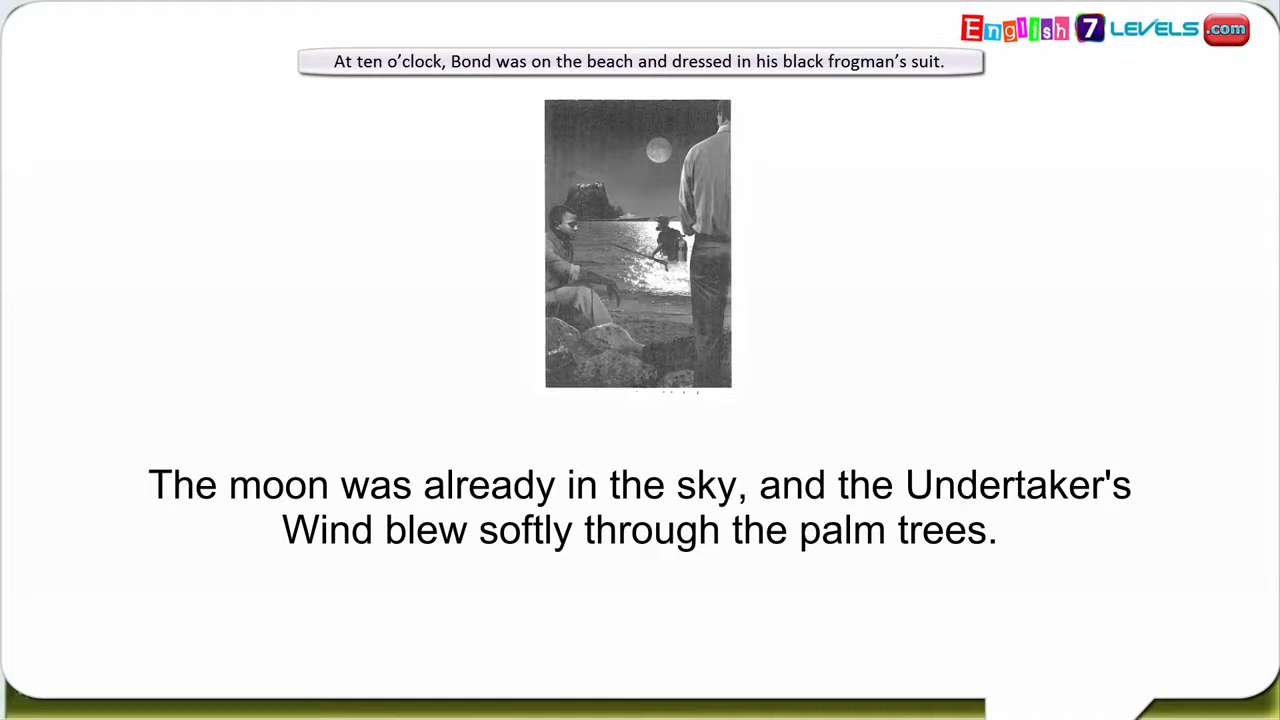 English 7 LEVELS .com
At ten o’clock, Bond was on the beach and dressed in his black frogman’s suit.
The moon was already in the sky, and the Undertaker's
Wind blew softly through the palm trees.